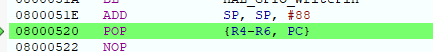 0800051E ADD SP, SP, #88
08000520 POP {R4-R6, PC}
08000522 NOP